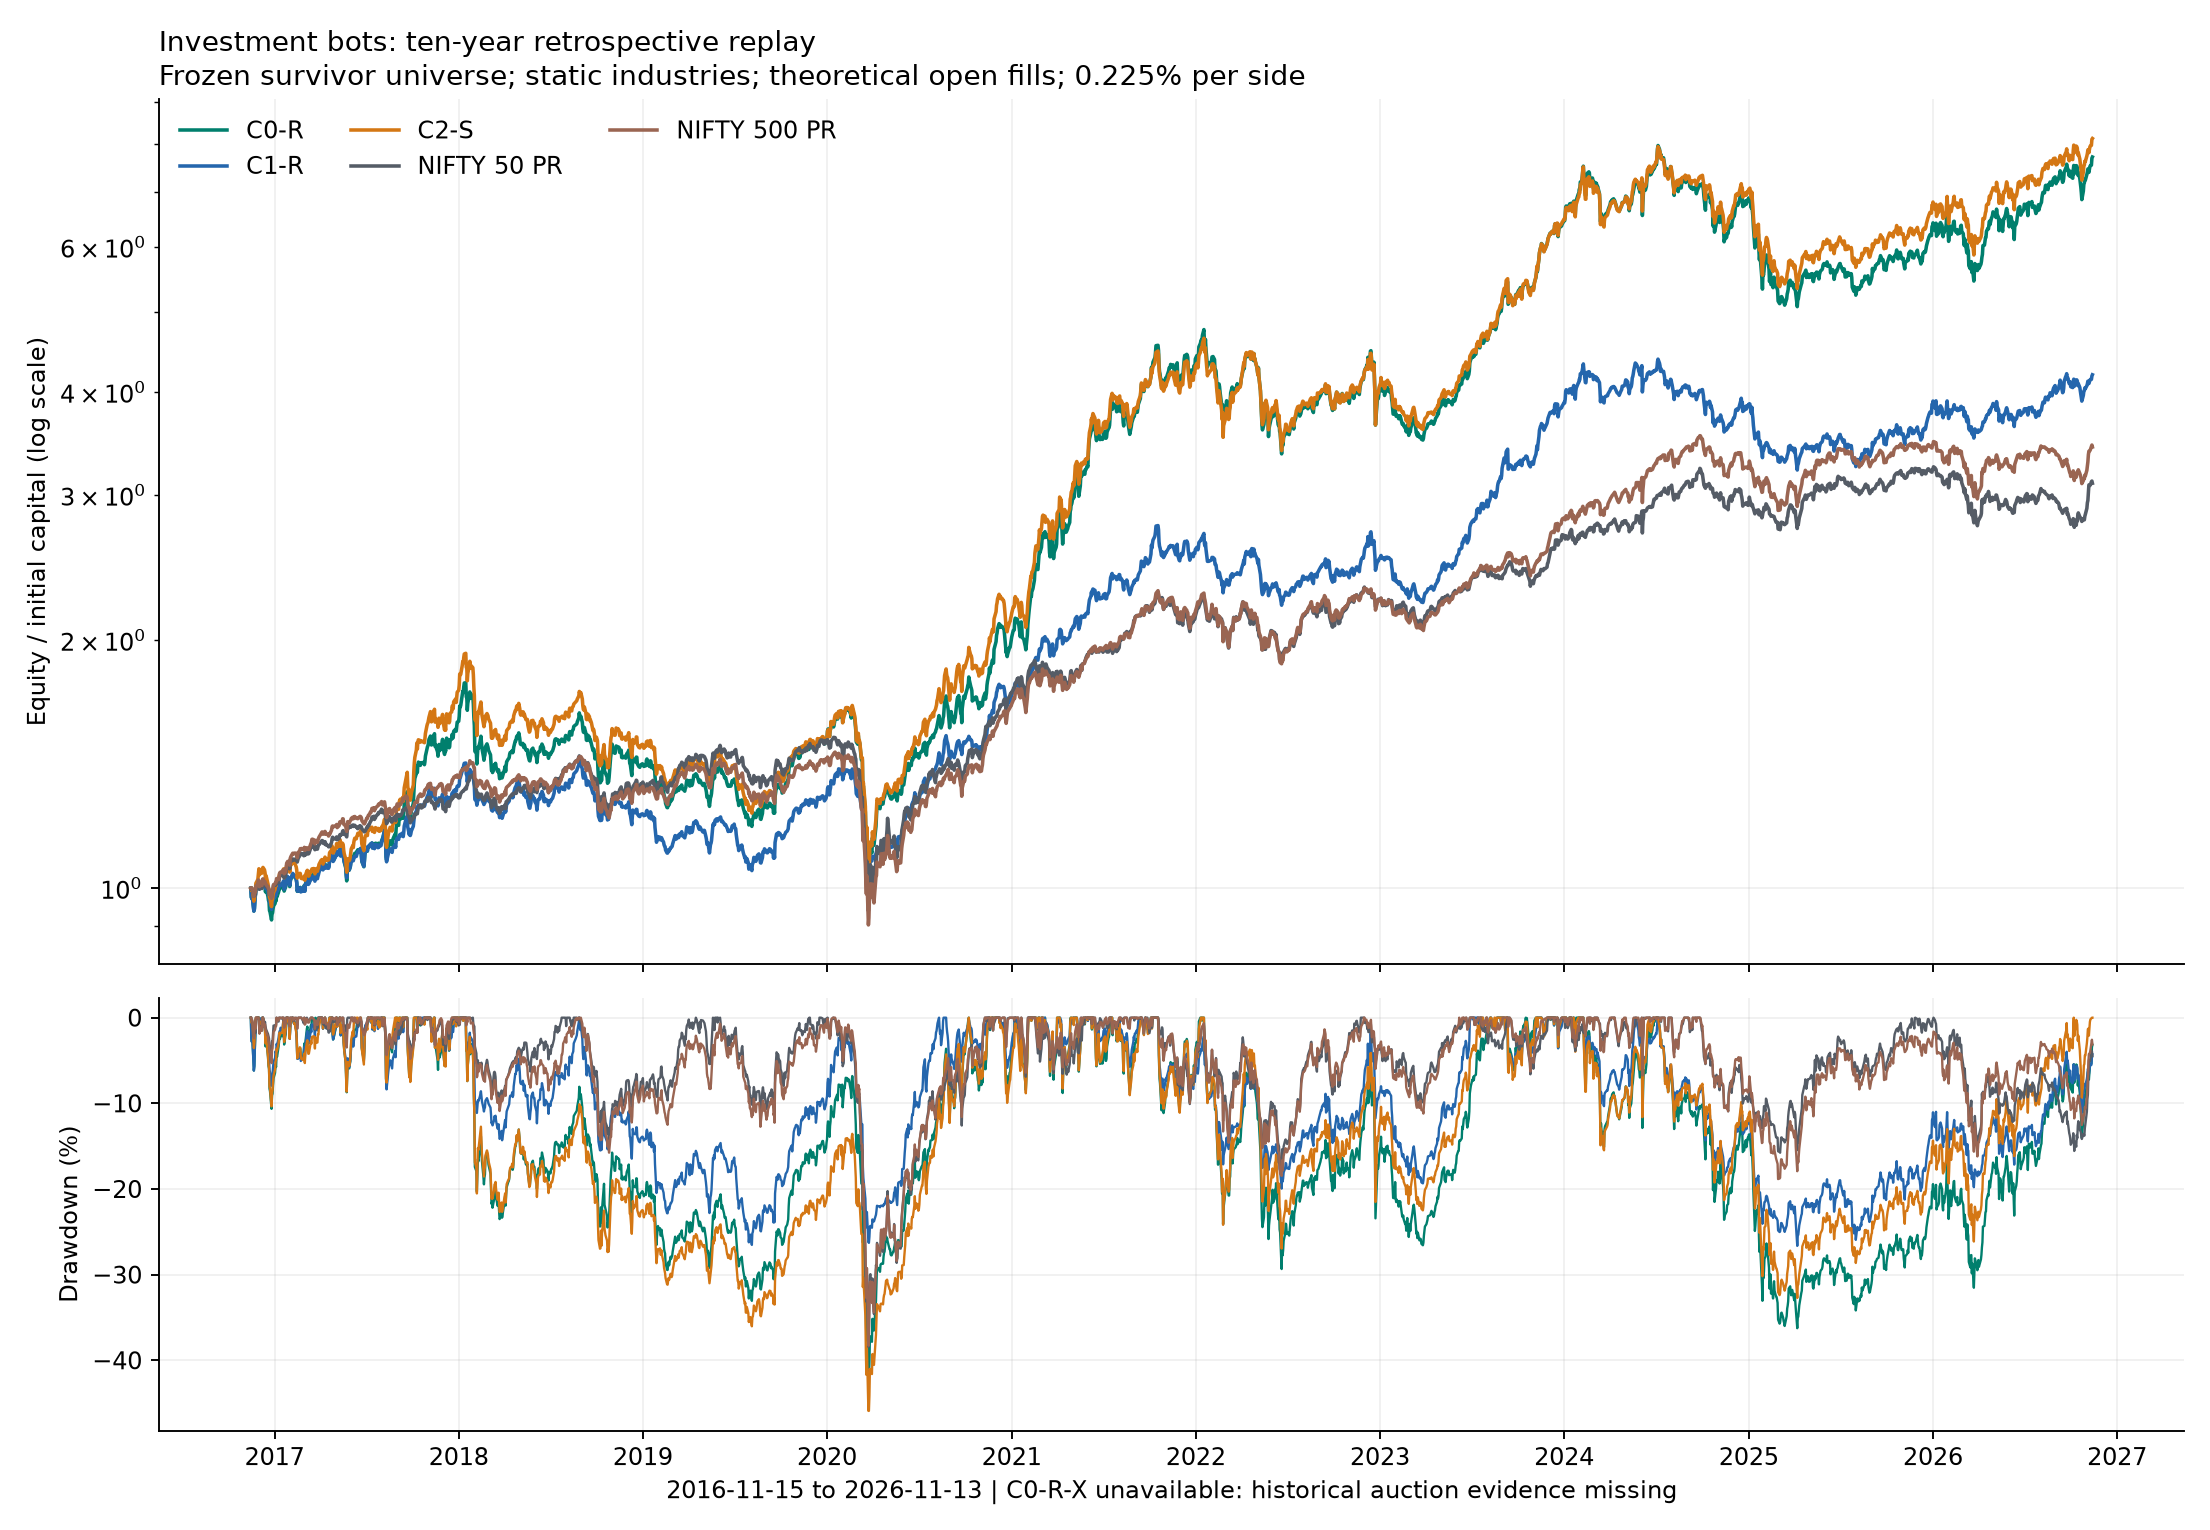 Investment bots: ten-year retrospective replay
Frozen survivor universe; static industries; theoretical open fills; 0.225% per side
C0-R
C1-R
C2-S
NIFTY 50 PR
NIFTY 500 PR
Equity / initial capital (log scale)
6 × 10⁰
4 × 10⁰
3 × 10⁰
2 × 10⁰
10⁰
Drawdown (%)
0
−10
−20
−30
−40
2017 2018 2019 2020 2021 2022 2023 2024 2025 2026 2027
2016-11-15 to 2026-11-13 | C0-R-X unavailable: historical auction evidence missing